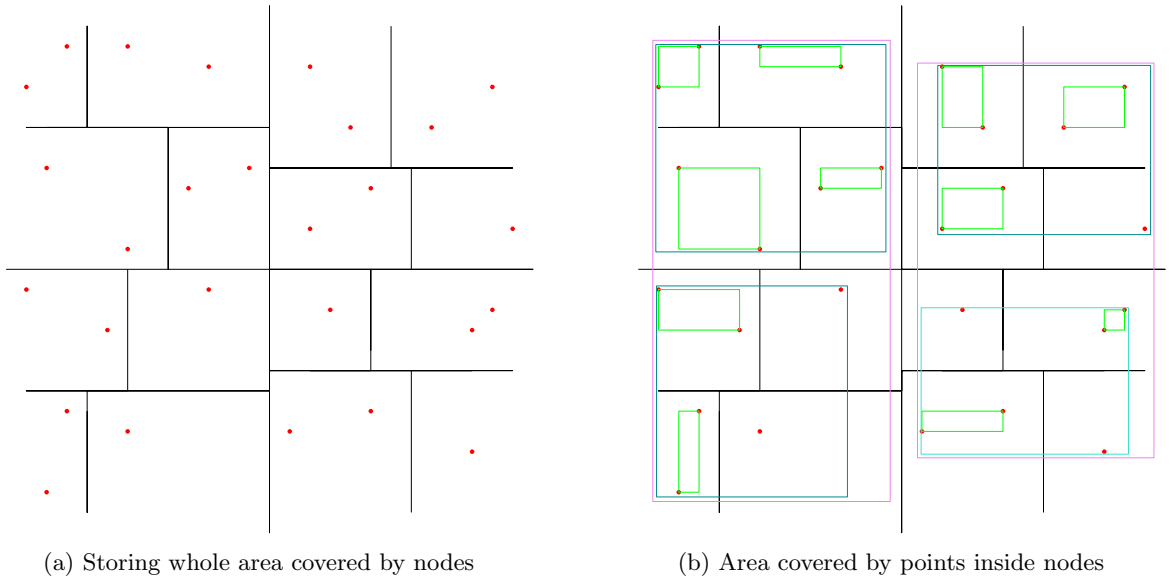 (a) Storing whole area covered by nodes
(b) Area covered by points inside nodes